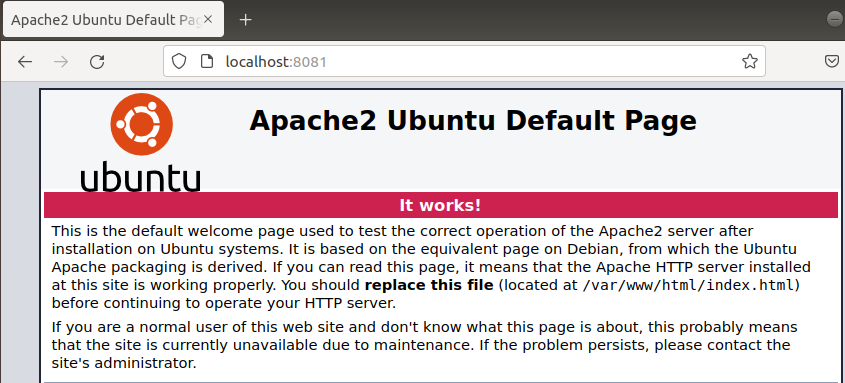 Apache2 Ubuntu Default Pag
localhost:8081
Apache2 Ubuntu Default Page
ubuntu
It works!
This is the default welcome page used to test the correct operation of the Apache2 server after
installation on Ubuntu systems. It is based on the equivalent page on Debian, from which the Ubuntu
Apache packaging is derived. If you can read this page, it means that the Apache HTTP server installed
at this site is working properly. You should replace this file (located at /var/www/html/index.html)
before continuing to operate your HTTP server.
If you are a normal user of this web site and don't know what this page is about, this probably means
that the site is currently unavailable due to maintenance. If the problem persists, please contact the
site's administrator.